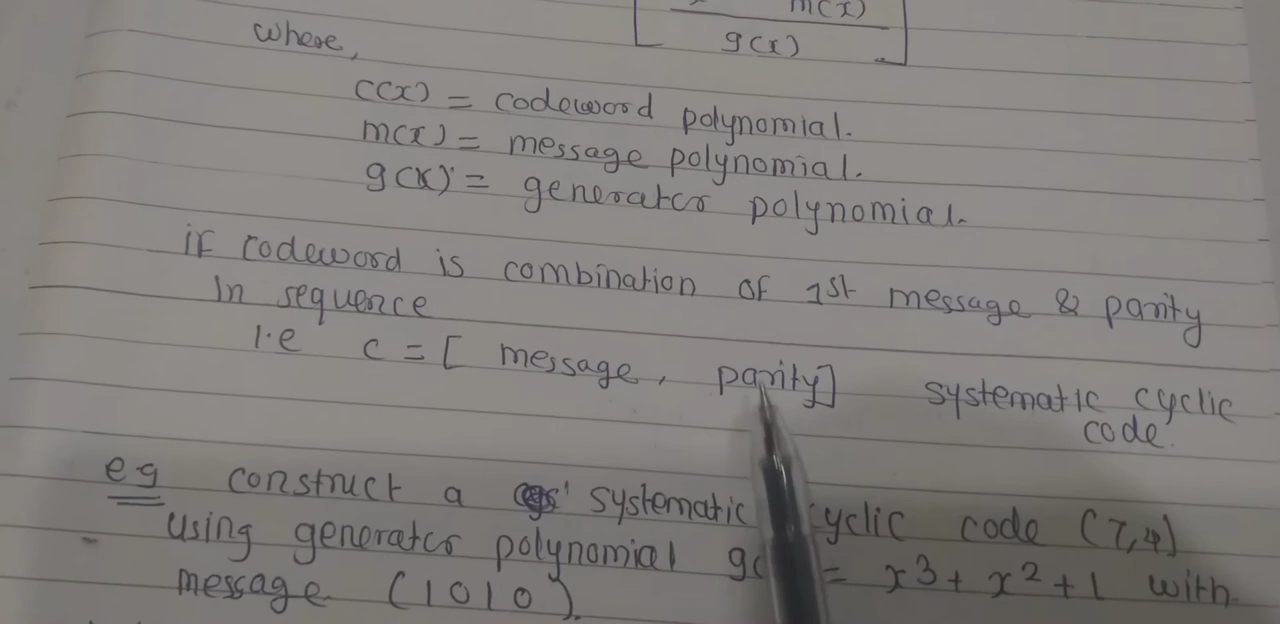 m(x)
g(x)
where,
c(x) = codeword polynomial.
m(x) = message polynomial.
g(x) = generator polynomial.
if codeword is combination of 1st message & parity
in sequence
i.e c = [ message, parity] systematic cyclic
code.
eg construct a systematic cyclic code (7,4)
using generator polynomial g( = x³ + x² + 1 with
message (1010).